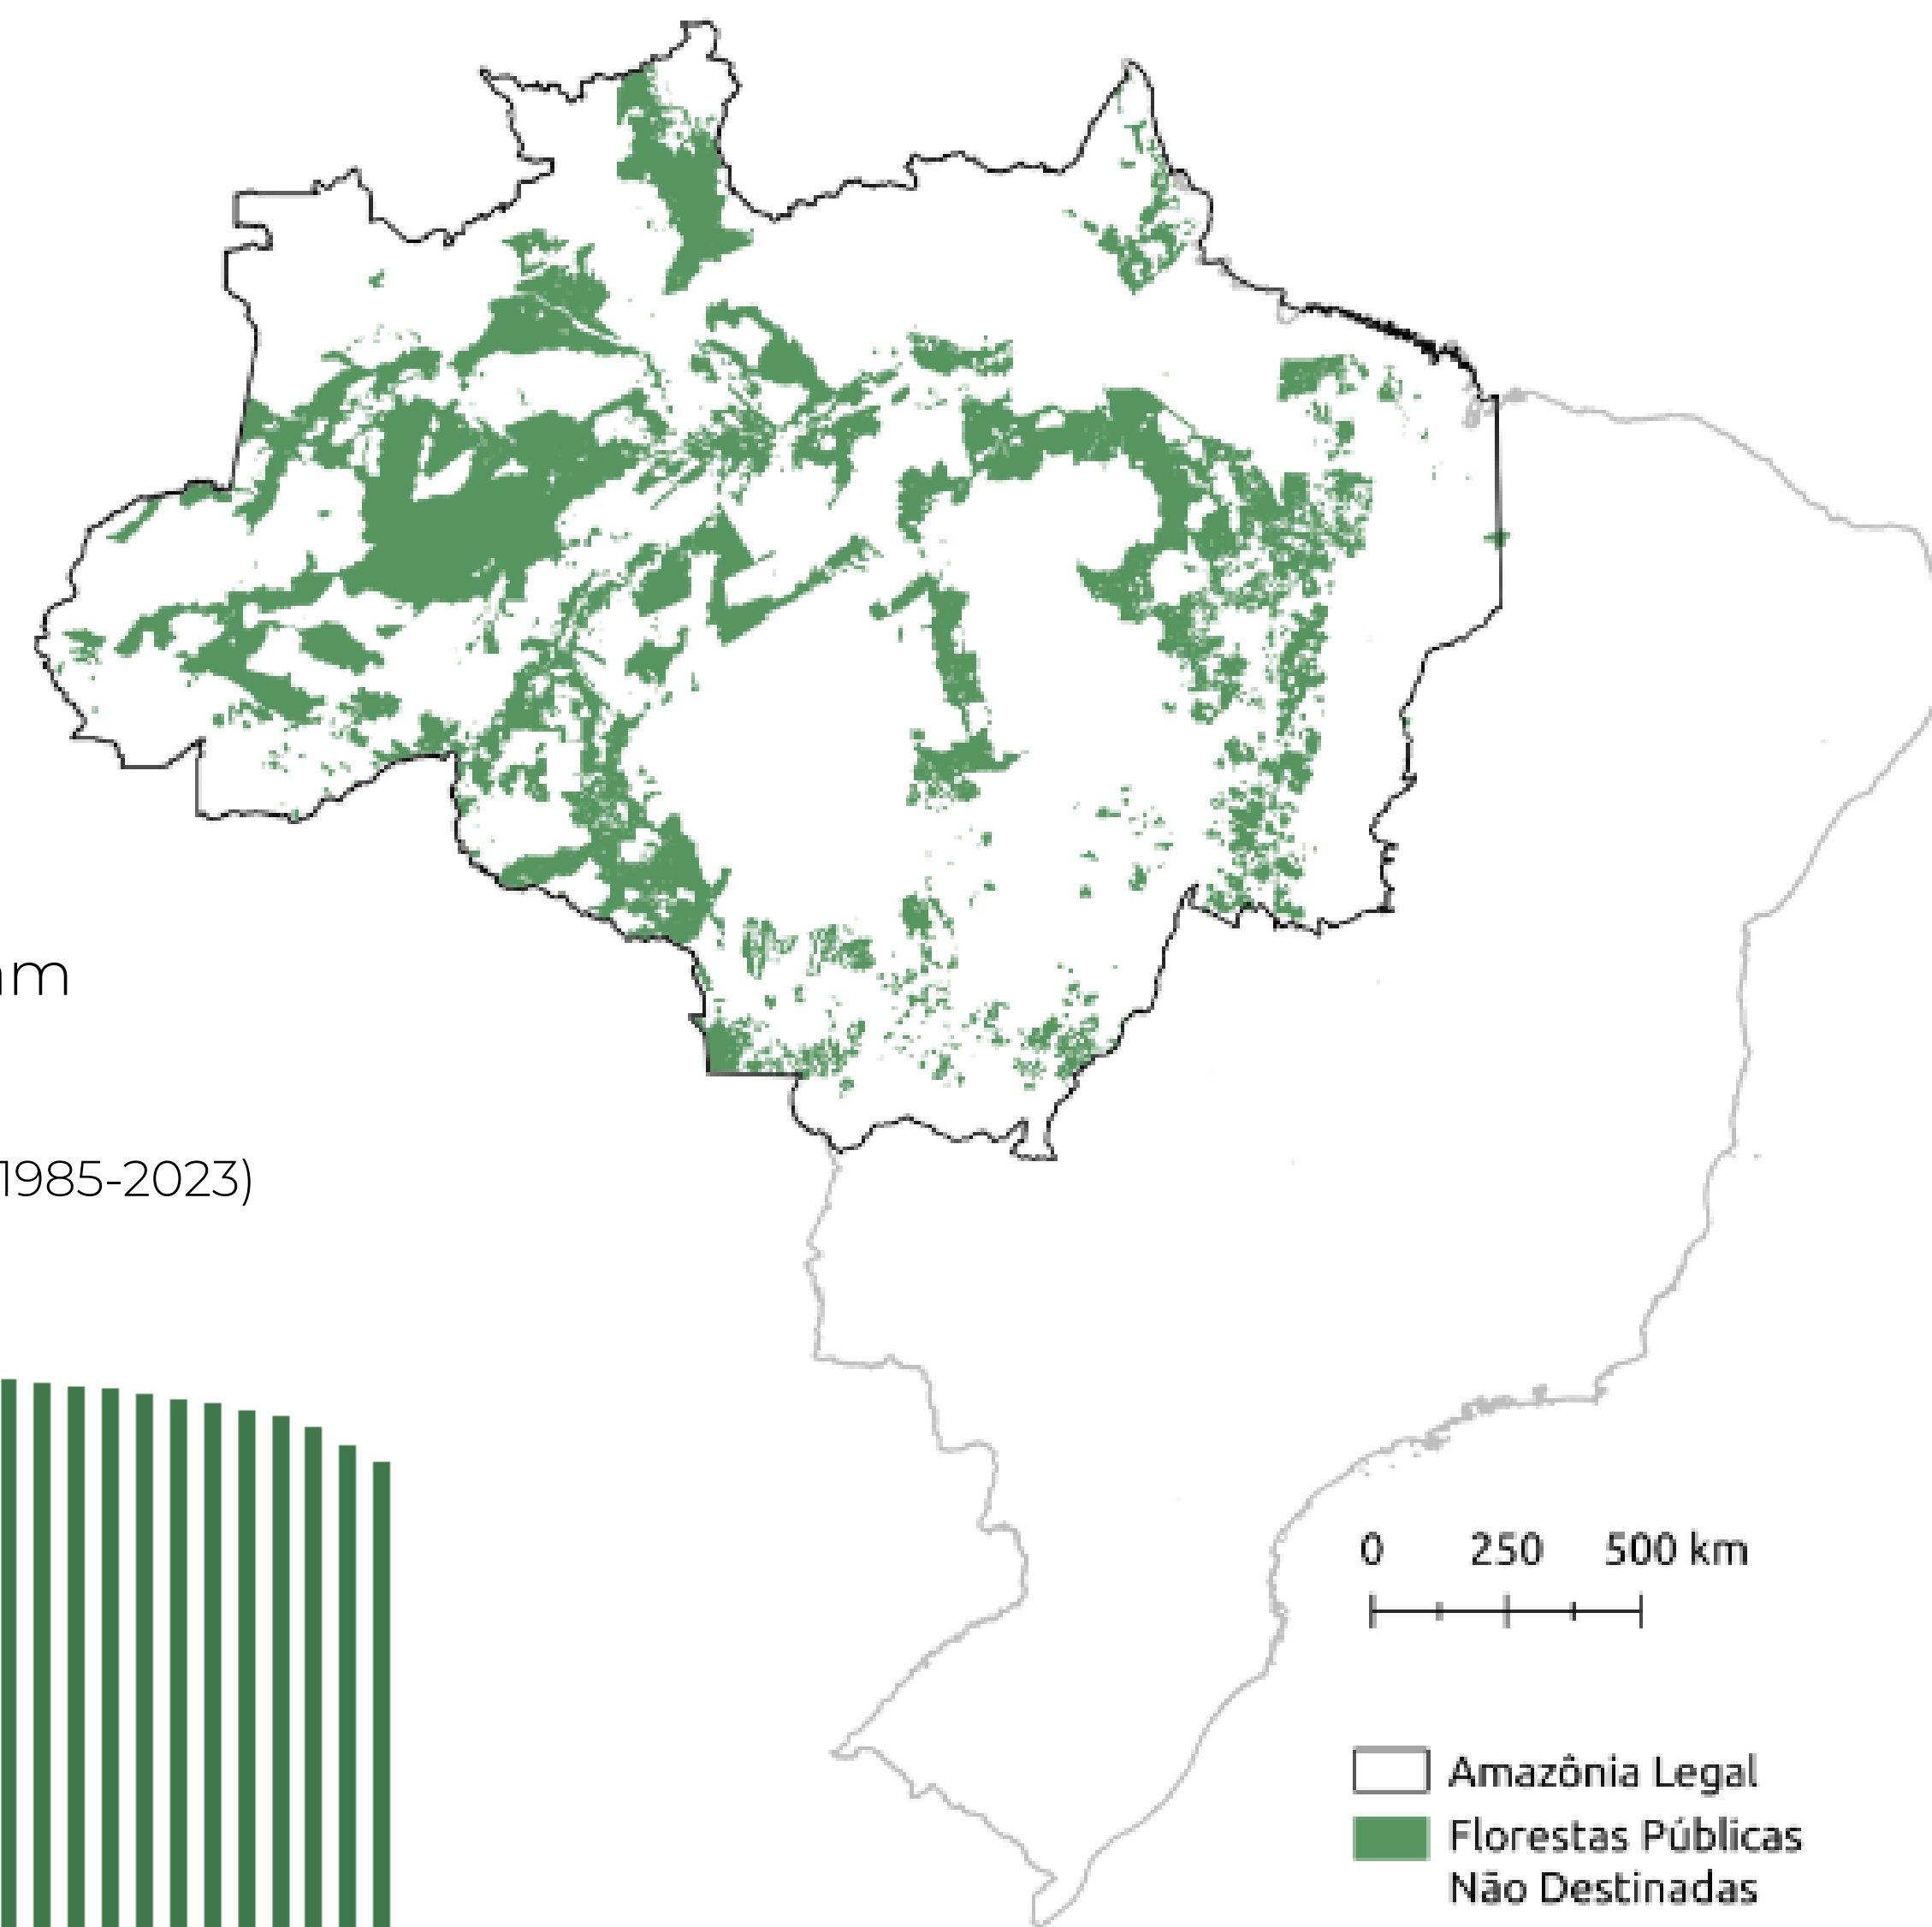 1985-2023)
0 250 500 km
Amazônia Legal
Florestas Públicas
Não Destinadas